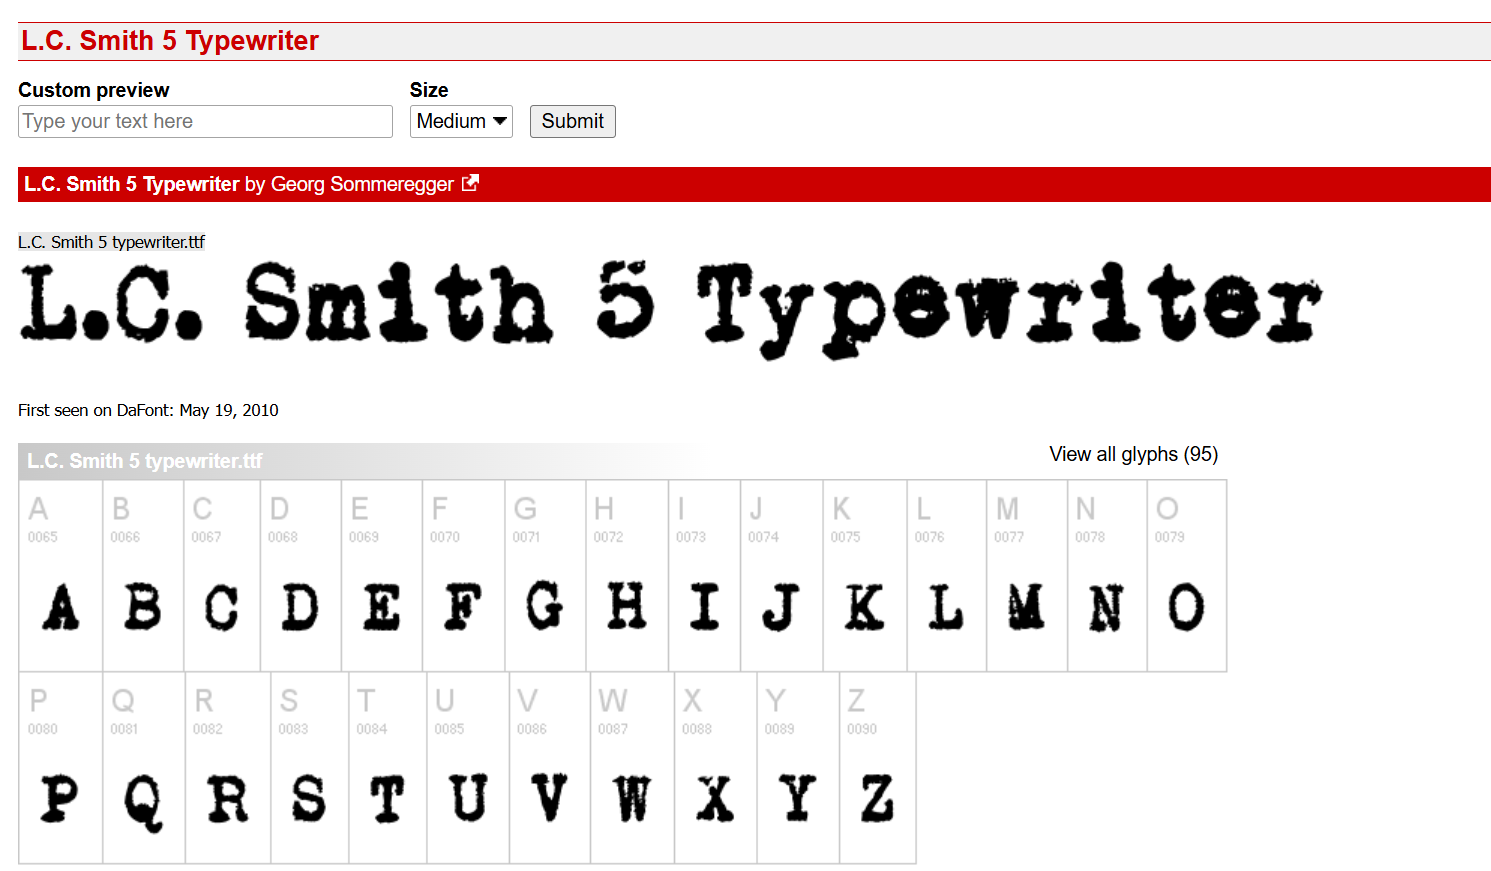 L.C. Smith 5 Typewriter
Custom preview Size
Type your text here Medium Submit
L.C. Smith 5 Typewriter by Georg Sommeregger
L.C. Smith 5 typewriter.ttf
L.C. Smith 5 Typewriter
First seen on DaFont: May 19, 2010
L.C. Smith 5 typewriter.ttf View all glyphs (95)
A B C D E F G H I J K L M N O
0065 0066 0067 0068 0069 0070 0071 0072 0073 0074 0075 0076 0077 0078 0079
A B C D E F G H I J K L M N O
P Q R S T U V W X Y Z
0080 0081 0082 0083 0084 0085 0086 0087 0088 0089 0090
P Q R S T U V W X Y Z